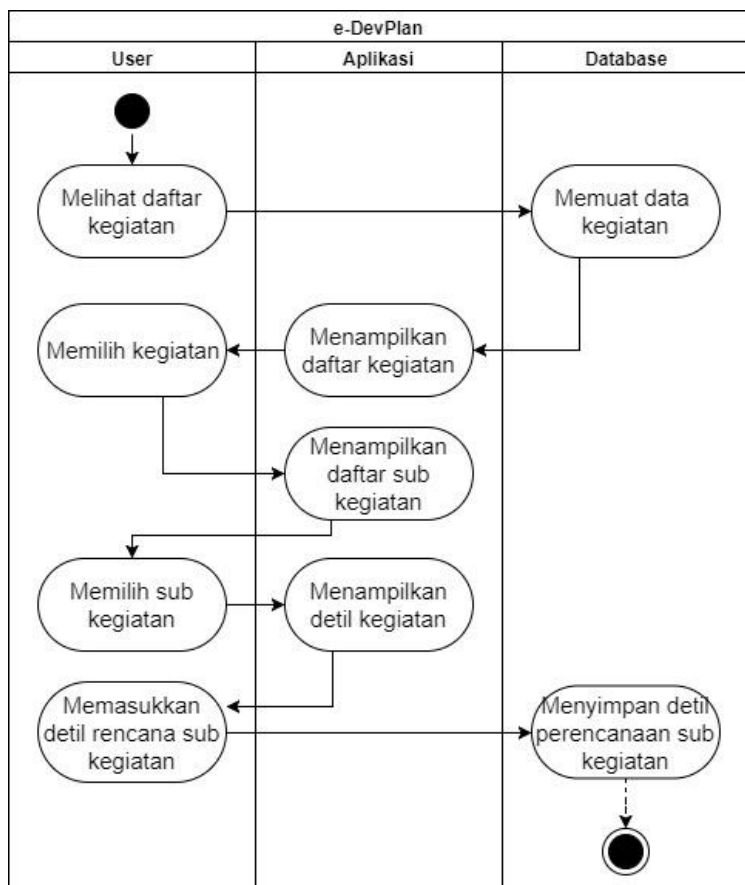 e-DevPlan
User
Aplikasi
Database
Melihat daftar
kegiatan
Memuat data
kegiatan
Memilih kegiatan
Menampilkan
daftar kegiatan
Menampilkan
daftar sub
kegiatan
Memilih sub
kegiatan
Menampilkan
detil kegiatan
Memasukkan
detil rencana sub
kegiatan
Menyimpan detil
perencanaan sub
kegiatan